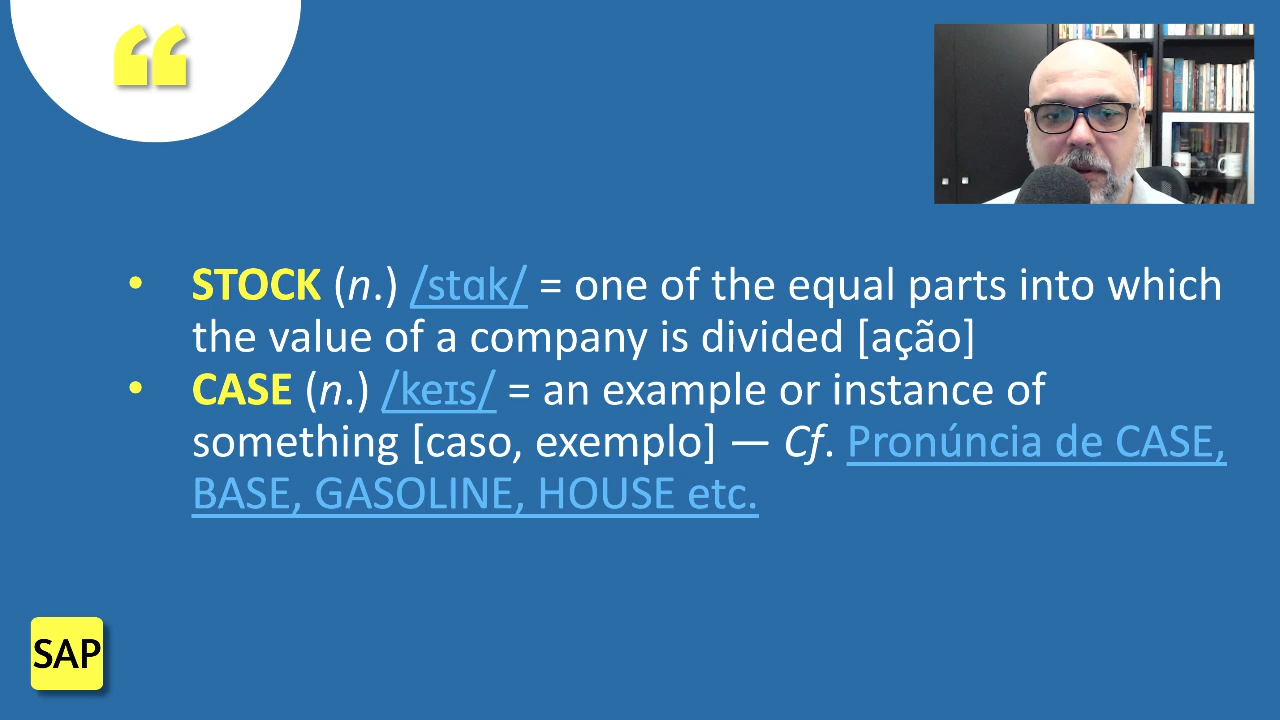 “
• STOCK (n.) /stɑk/ = one of the equal parts into which
the value of a company is divided [ação]
• CASE (n.) /keɪs/ = an example or instance of
something [caso, exemplo] — Cf. Pronúncia de CASE,
BASE, GASOLINE, HOUSE etc.
SAP